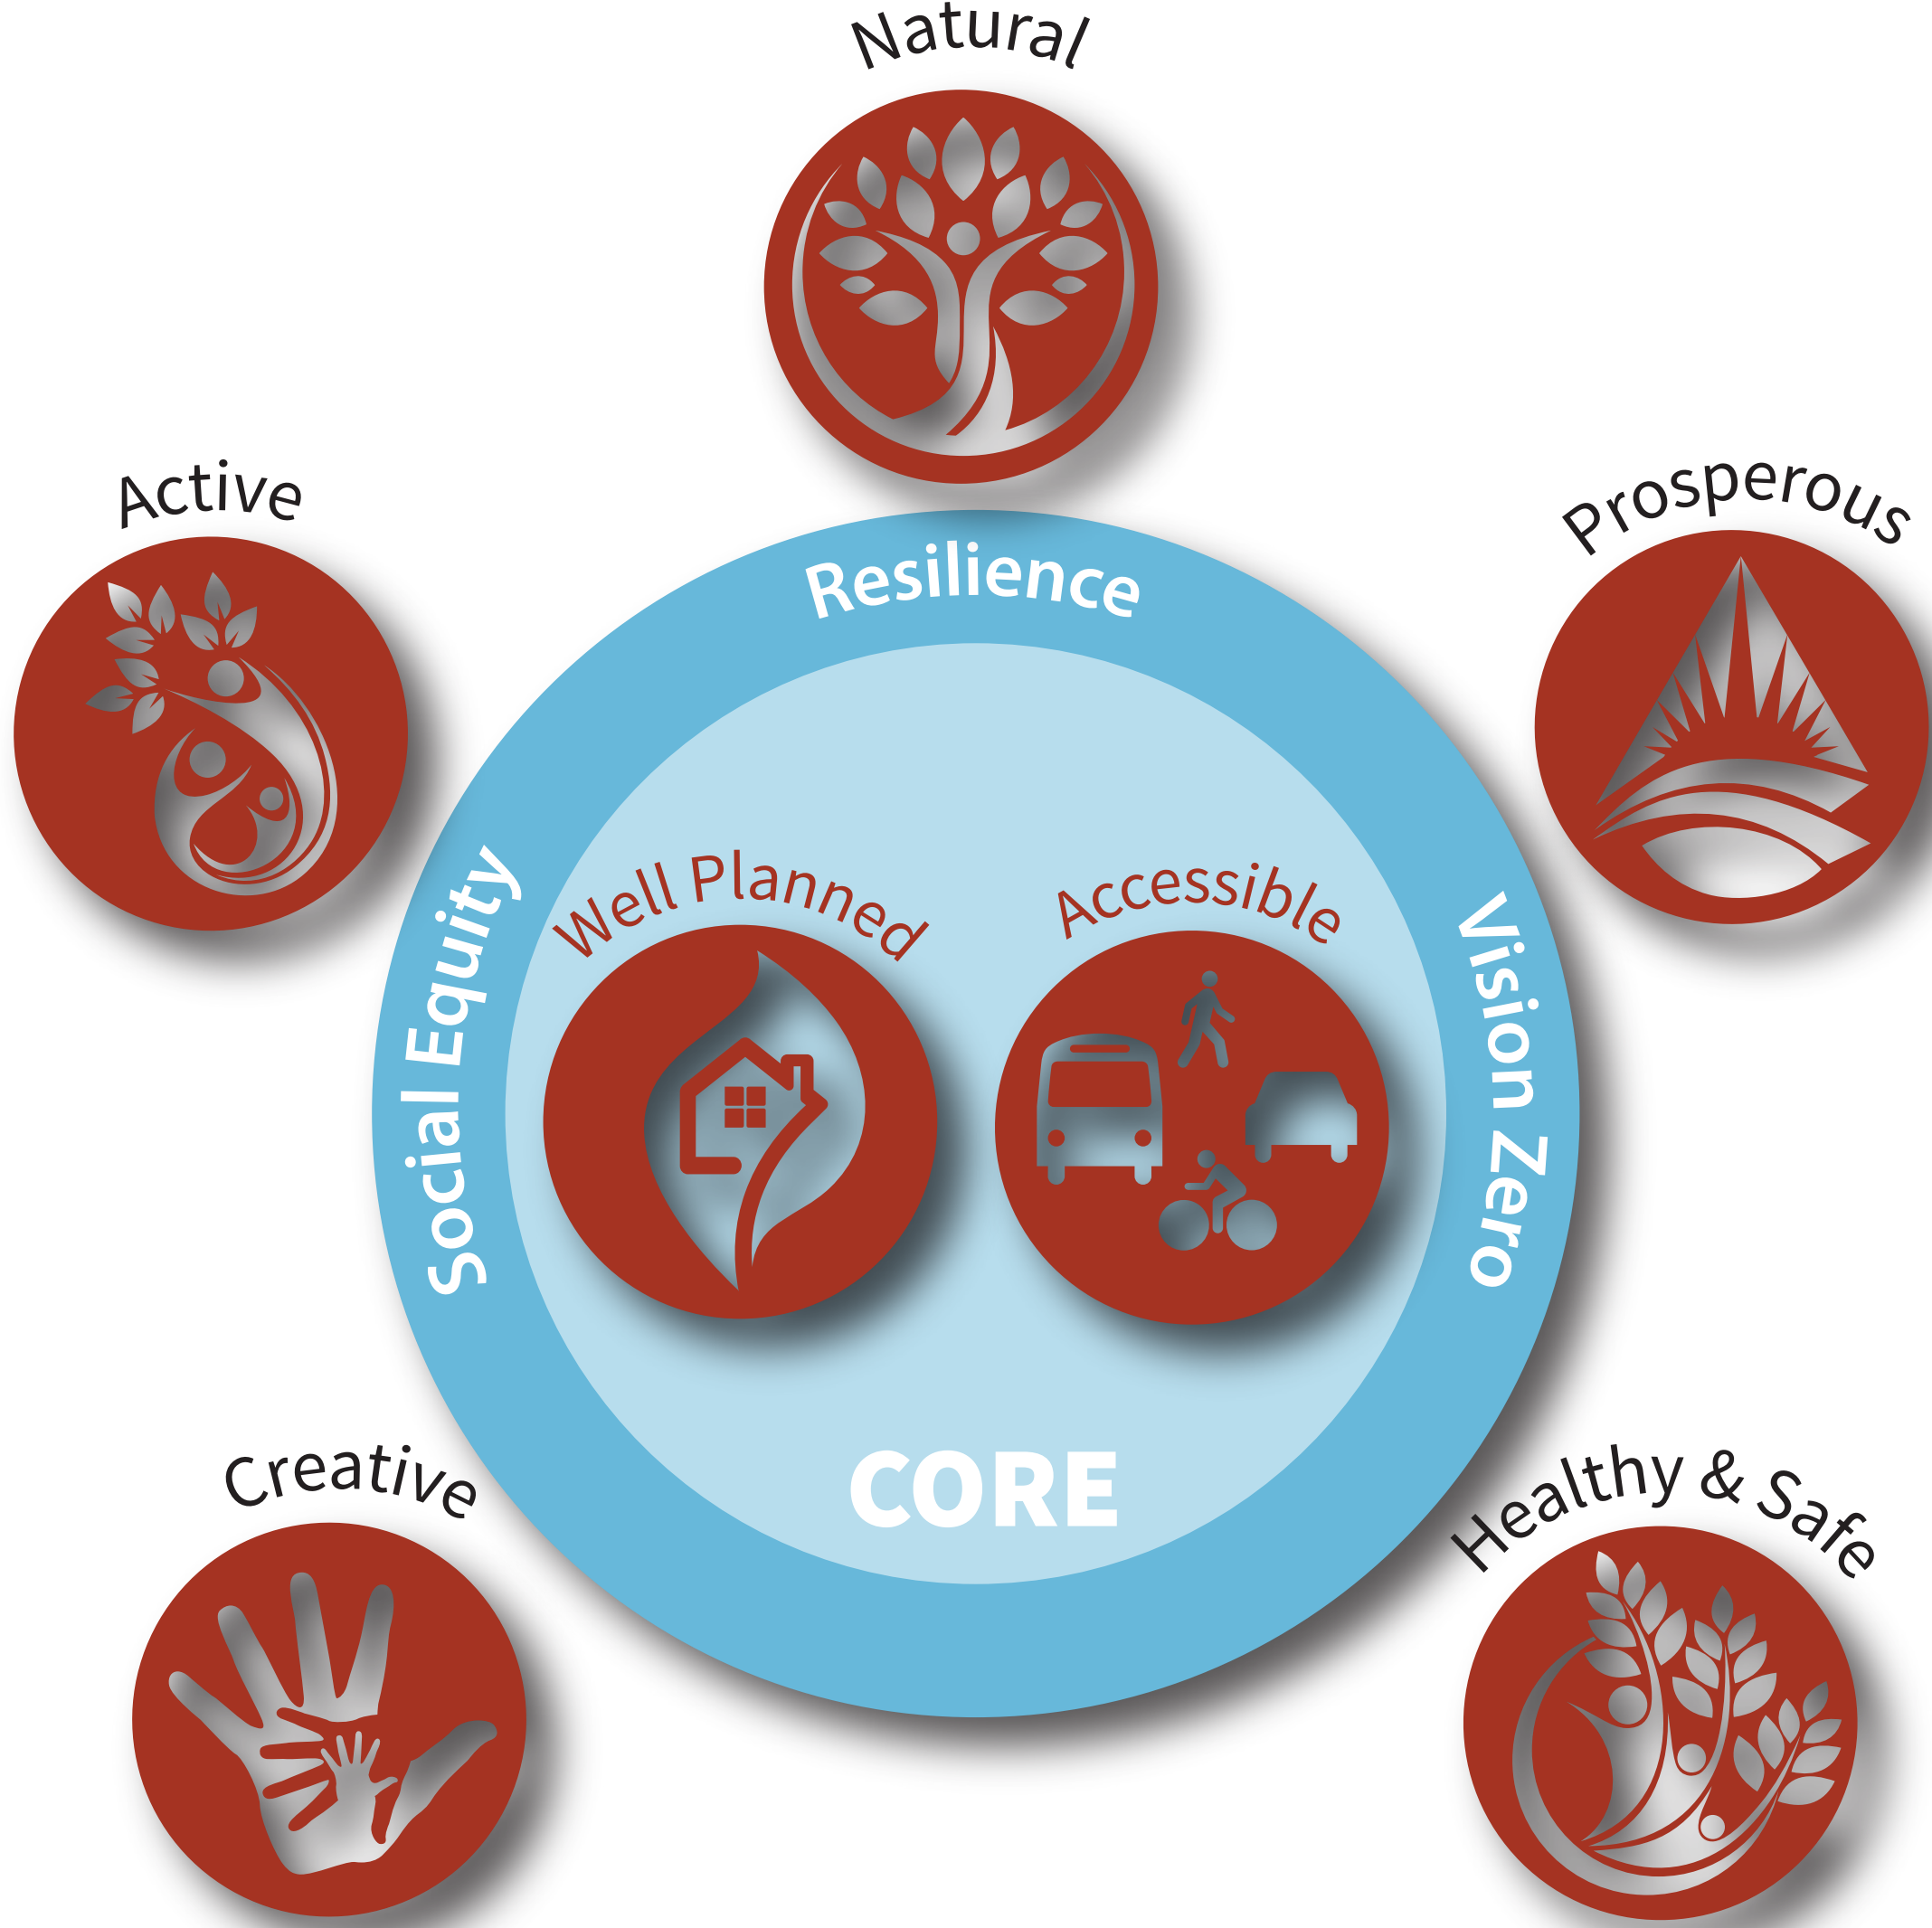 Natural
Active
Prosperous
Resilience
Social Equity
Well Planned
Accessible
Vision Zero
CORE
Creative
Healthy & Safe